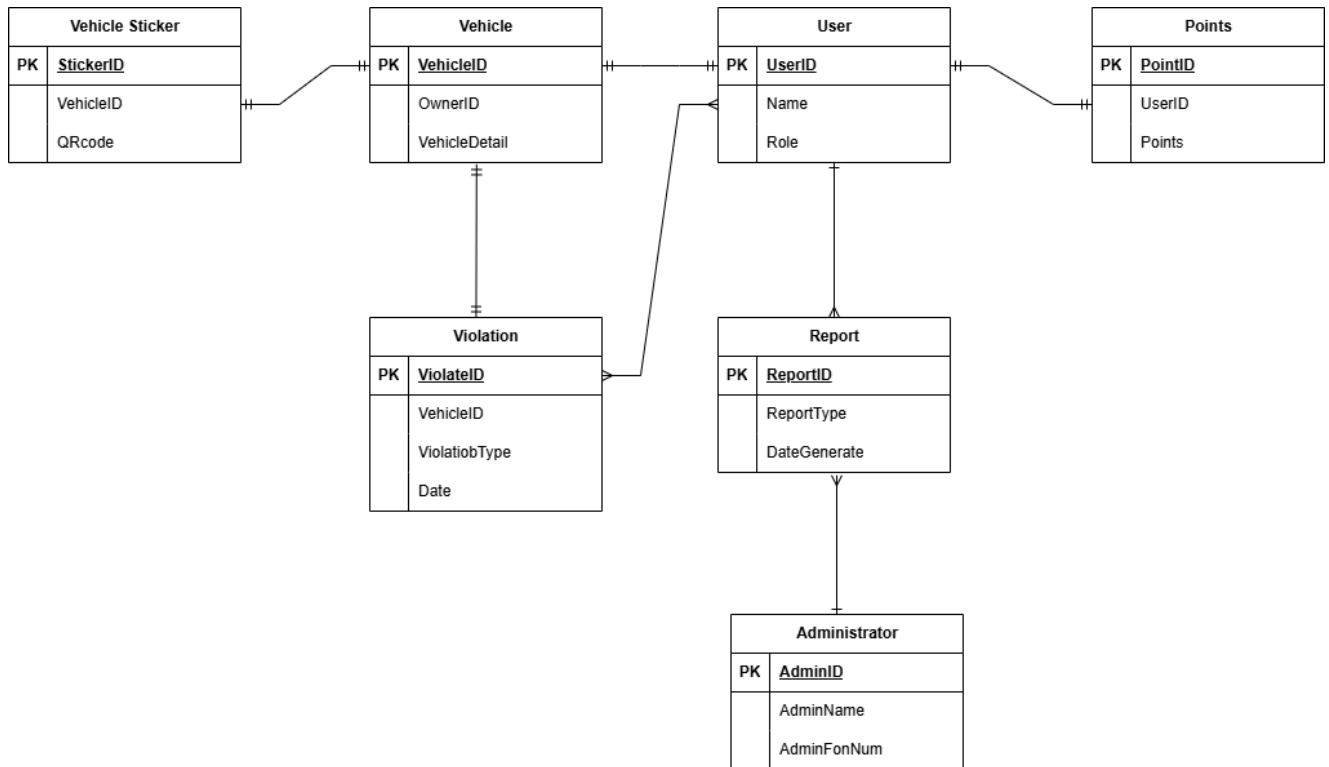 Vehicle Sticker
PK StickerID
VehicleID
QRcode
Vehicle
PK VehicleID
OwnerID
VehicleDetail
User
PK UserID
Name
Role
Points
PK PointID
UserID
Points
Violation
PK ViolateID
VehicleID
ViolatiobType
Date
Report
PK ReportID
ReportType
DateGenerate
Administrator
PK AdminID
AdminName
AdminFonNum